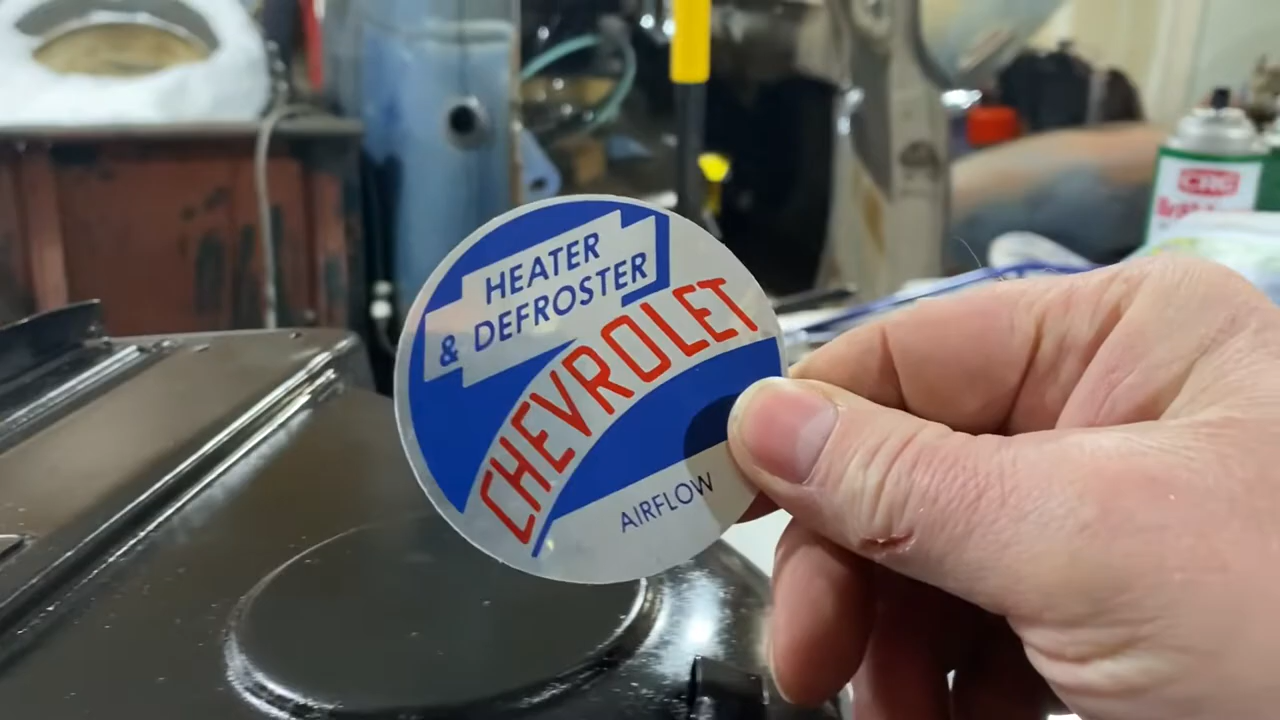 HEATER
& DEFROSTER
CHEVROLET
AIRFLOW
CRC